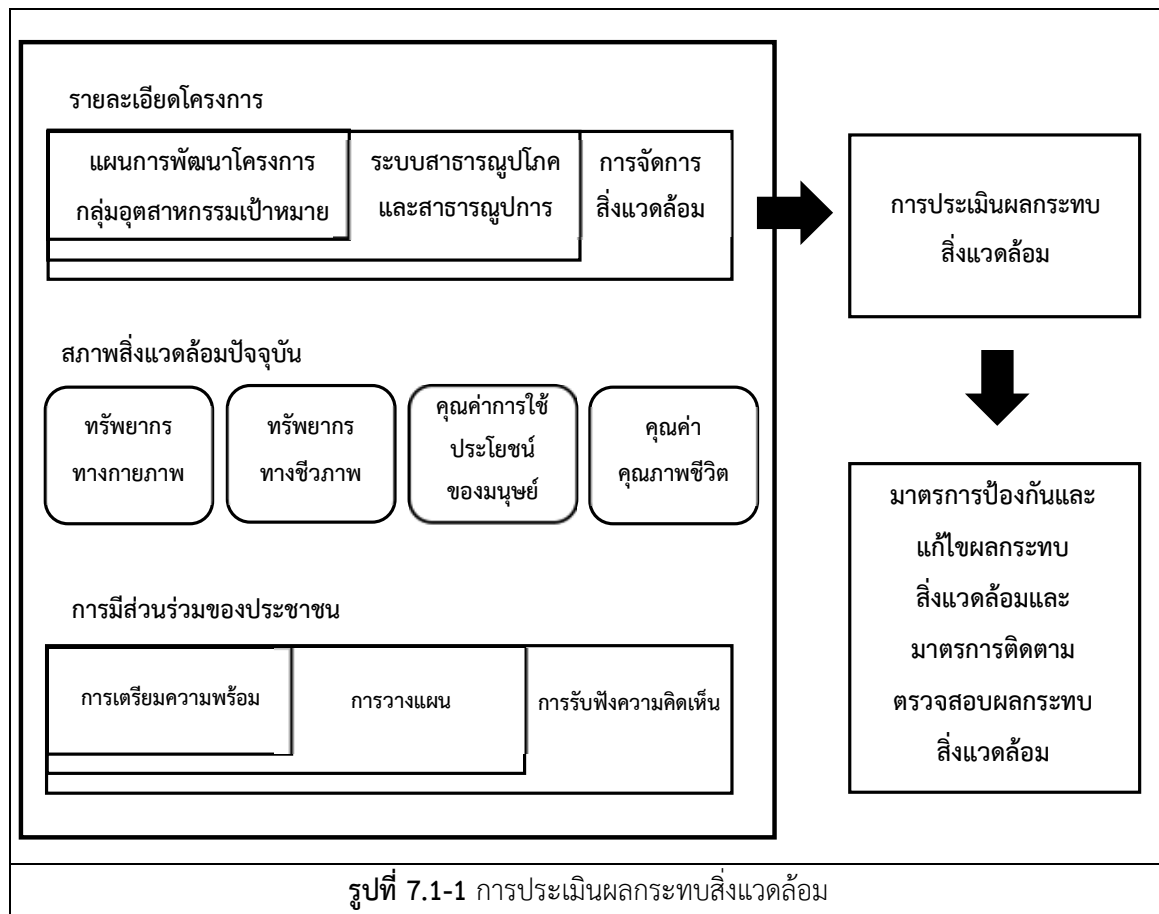 รายละเอียดโครงการ
แผนการพัฒนาโครงการ
กลุ่มอุตสาหกรรมเป้าหมาย
ระบบสาธารณูปโภค
และสาธารณูปการ
การจัดการ
สิ่งแวดล้อม
สภาพสิ่งแวดล้อมปัจจุบัน
ทรัพยากร
ทางกายภาพ
ทรัพยากร
ทางชีวภาพ
คุณค่าการใช้
ประโยชน์
ของมนุษย์
คุณค่า
คุณภาพชีวิต
การมีส่วนร่วมของประชาชน
การเตรียมความพร้อม
การวางแผน
การรับฟังความคิดเห็น
การประเมินผลกระทบ
สิ่งแวดล้อม
มาตรการป้องกันและ
แก้ไขผลกระทบ
สิ่งแวดล้อมและ
มาตรการติดตาม
ตรวจสอบผลกระทบ
สิ่งแวดล้อม
รูปที่ 7.1-1 การประเมินผลกระทบสิ่งแวดล้อม